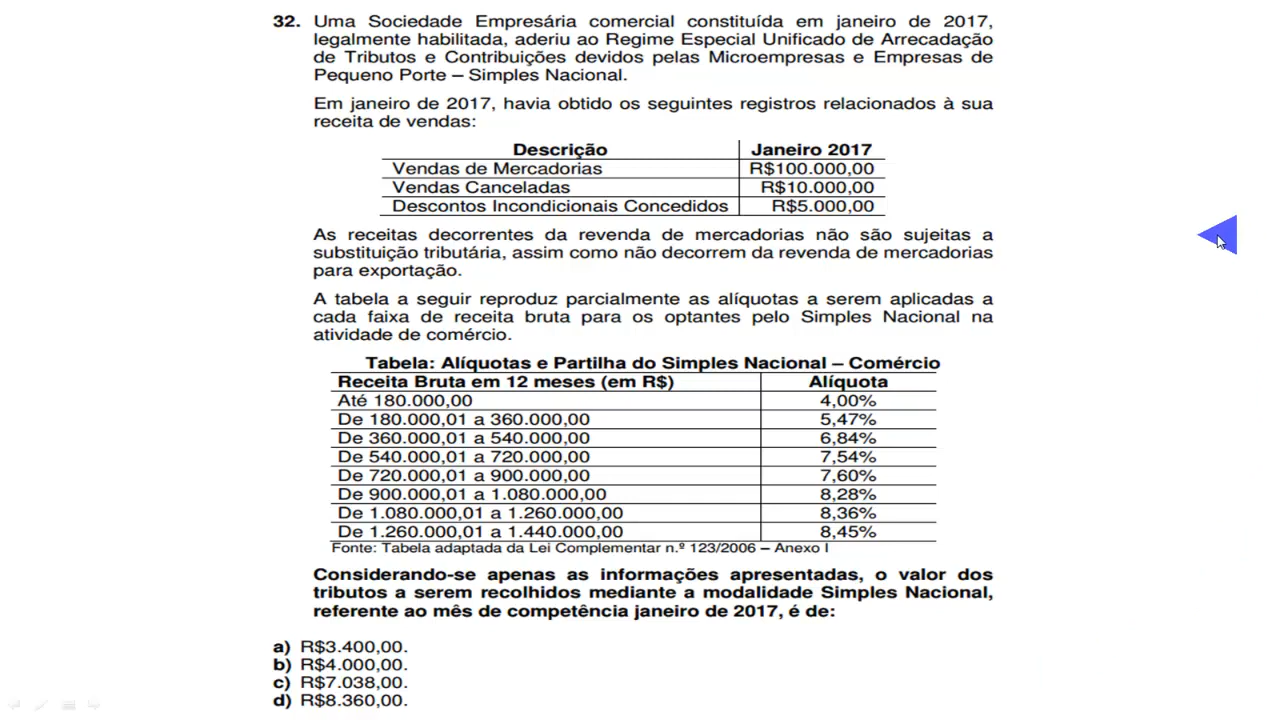 32. Uma Sociedade Empresária comercial constituída em janeiro de 2017,
legalmente habilitada, aderiu ao Regime Especial Unificado de Arrecadação
de Tributos e Contribuições devidos pelas Microempresas e Empresas de
Pequeno Porte – Simples Nacional.
Em janeiro de 2017, havia obtido os seguintes registros relacionados à sua
receita de vendas:
Descrição Janeiro 2017
Vendas de Mercadorias R$100.000,00
Vendas Canceladas R$10.000,00
Descontos Incondicionais Concedidos R$5.000,00
As receitas decorrentes da revenda de mercadorias não são sujeitas a
substituição tributária, assim como não decorrem da revenda de mercadorias
para exportação.
A tabela a seguir reproduz parcialmente as alíquotas a serem aplicadas a
cada faixa de receita bruta para os optantes pelo Simples Nacional na
atividade de comércio.
Tabela: Alíquotas e Partilha do Simples Nacional – Comércio
Receita Bruta em 12 meses (em R$) Alíquota
Até 180.000,00 4,00%
De 180.000,01 a 360.000,00 5,47%
De 360.000,01 a 540.000,00 6,84%
De 540.000,01 a 720.000,00 7,54%
De 720.000,01 a 900.000,00 7,60%
De 900.000,01 a 1.080.000,00 8,28%
De 1.080.000,01 a 1.260.000,00 8,36%
De 1.260.000,01 a 1.440.000,00 8,45%
Fonte: Tabela adaptada da Lei Complementar n.º 123/2006 – Anexo I
Considerando-se apenas as informações apresentadas, o valor dos
tributos a serem recolhidos mediante a modalidade Simples Nacional,
referente ao mês de competência janeiro de 2017, é de:
a) R$3.400,00.
b) R$4.000,00.
c) R$7.038,00.
d) R$8.360,00.